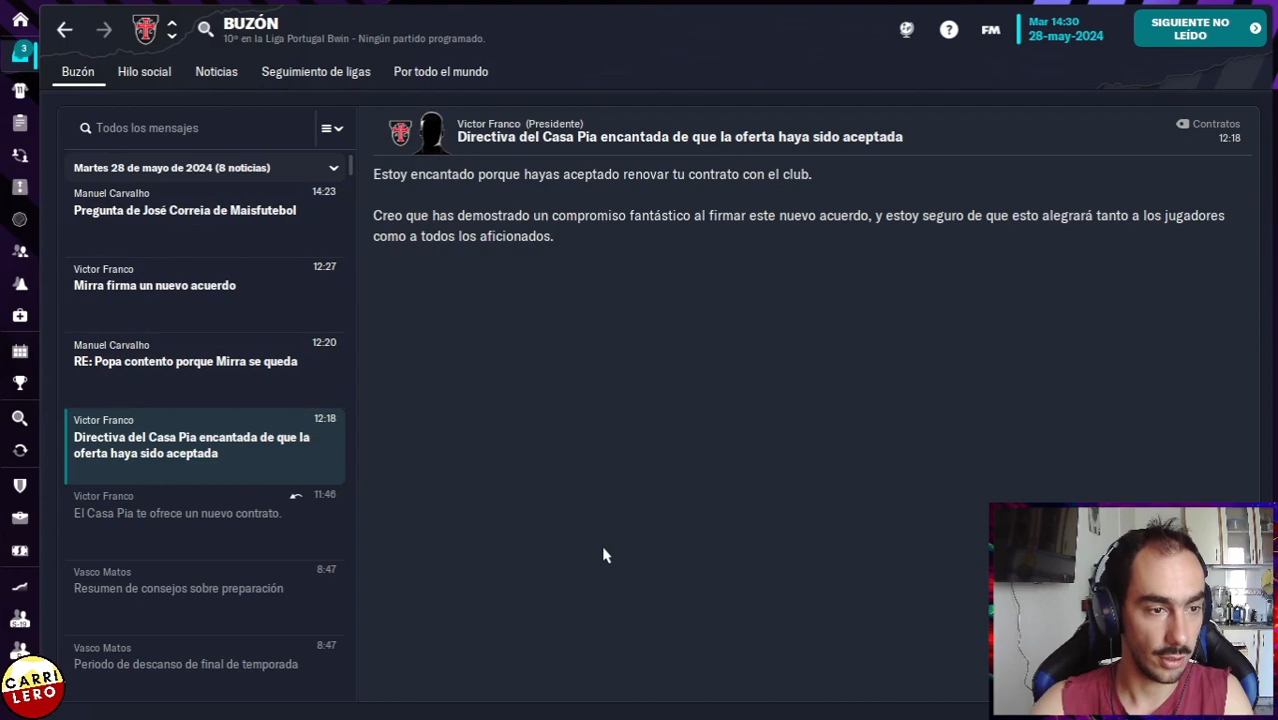 BUZÓN
10º en la Liga Portugal Bwin - Ningún partido programado.
3
11
FM
Mar 14:30
28-may-2024
SIGUIENTE NO
LEÍDO
Buzón
Hilo social
Noticias
Seguimiento de ligas
Por todo el mundo
Todos los mensajes
Martes 28 de mayo de 2024 (8 noticias)
Manuel Carvalho 14:23
Pregunta de José Correia de Maisfutebol
Victor Franco 12:27
Mirra firma un nuevo acuerdo
Manuel Carvalho 12:20
RE: Popa contento porque Mirra se queda
Victor Franco 12:18
Directiva del Casa Pia encantada de que la
oferta haya sido aceptada
Victor Franco 11:46
El Casa Pia te ofrece un nuevo contrato.
Vasco Matos 8:47
Resumen de consejos sobre preparación
Vasco Matos 8:47
Periodo de descanso de final de temporada
Victor Franco (Presidente)
Directiva del Casa Pia encantada de que la oferta haya sido aceptada
Contratos
12:18
Estoy encantado porque hayas aceptado renovar tu contrato con el club.
Creo que has demostrado un compromiso fantástico al firmar este nuevo acuerdo, y estoy seguro de que esto alegrará tanto a los jugadores
como a todos los aficionados.
S-19
CARRI
LERO